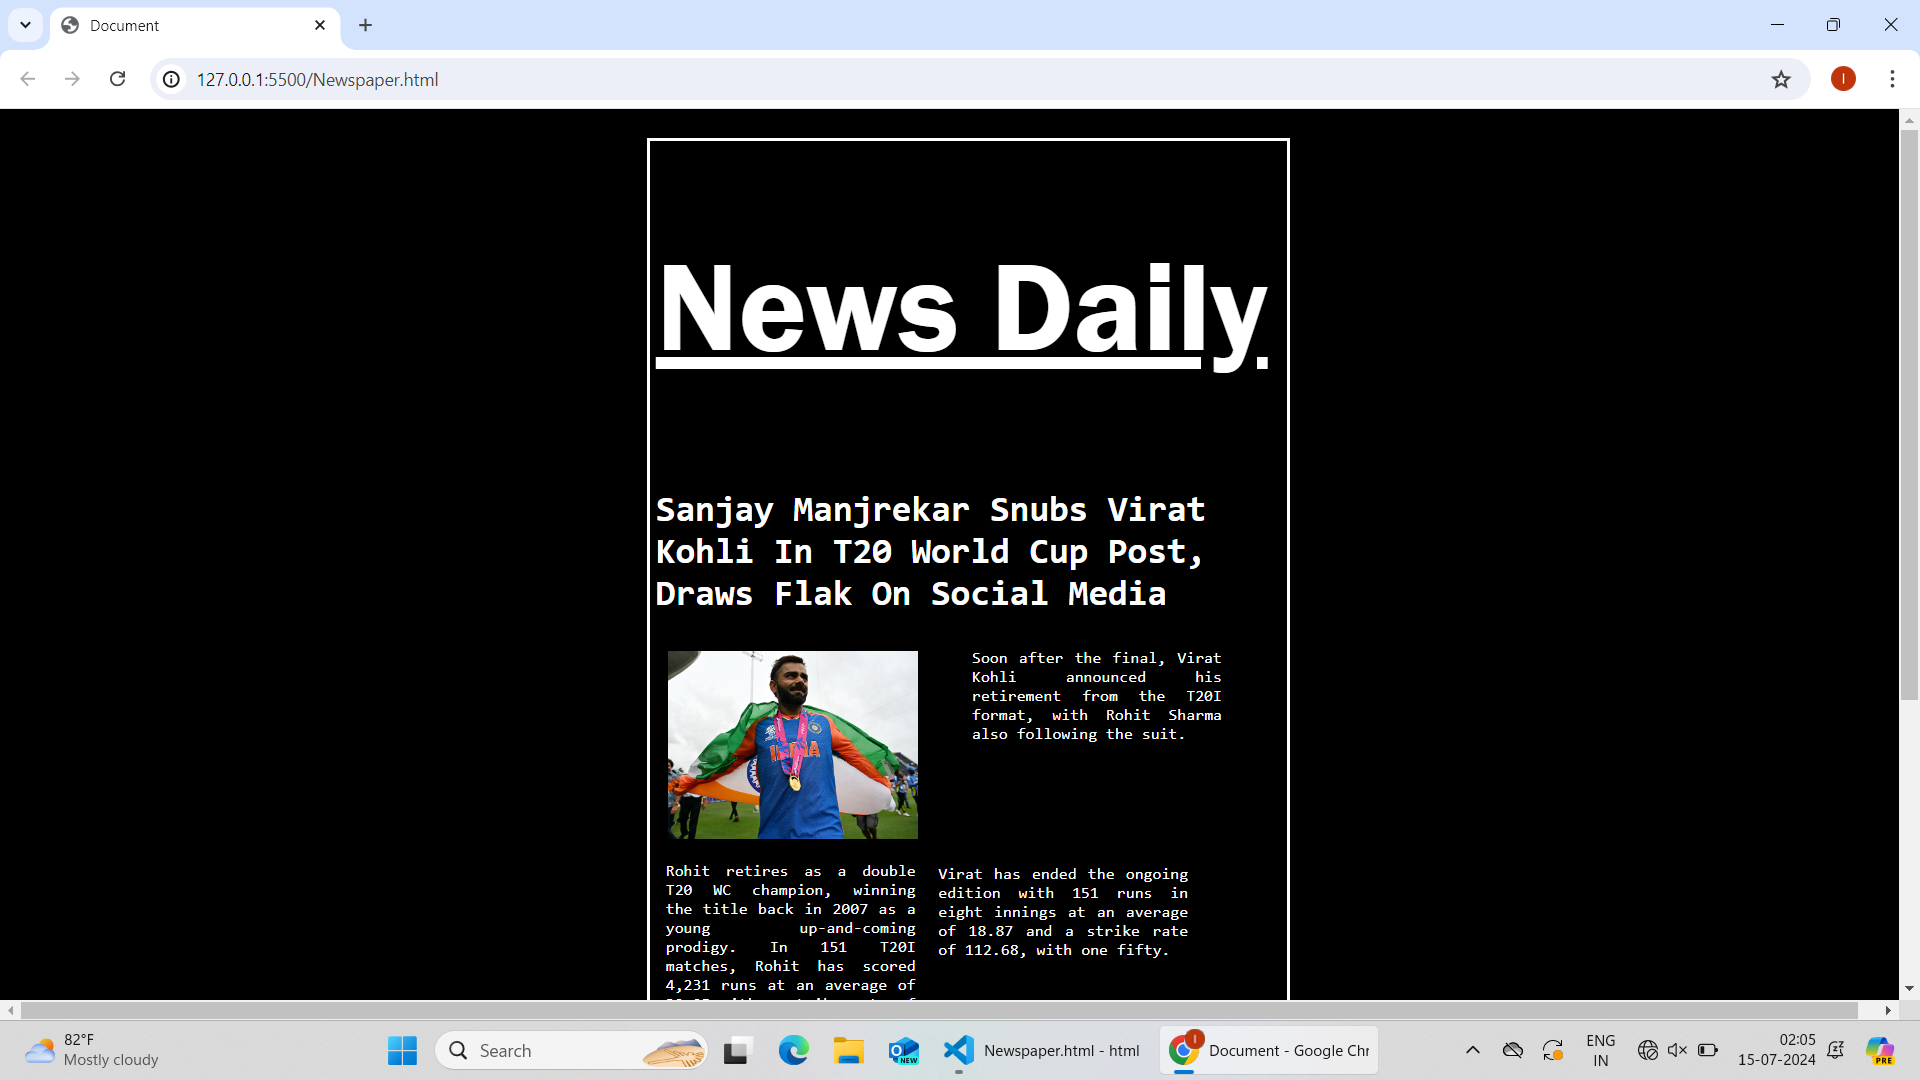 Document
127.0.0.1:5500/Newspaper.html
I
News Daily
Sanjay Manjrekar Snubs Virat
Kohli In T20 World Cup Post,
Draws Flak On Social Media
INDIA
Soon after the final, Virat
Kohli announced his
retirement from the T20I
format, with Rohit Sharma
also following the suit.
Rohit retires as a double
T20 WC champion, winning
the title back in 2007 as a
young up-and-coming
prodigy. In 151 T20I
matches, Rohit has scored
4,231 runs at an average of
Virat has ended the ongoing
edition with 151 runs in
eight innings at an average
of 18.87 and a strike rate
of 112.68, with one fifty.
82°F
Mostly cloudy
Search
NEW
Newspaper.html - html
I
Document - Google Chr
ENG
IN
02:05
15-07-2024
PRE